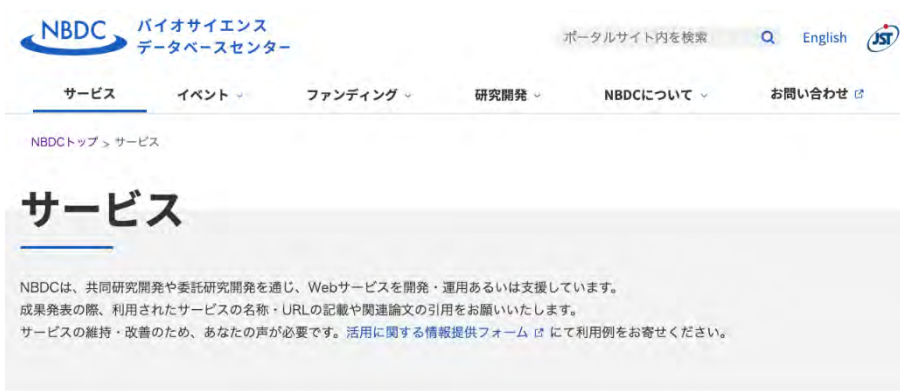 NBDC バイオサイエンス
データベースセンター
ポータルサイト内を検索 English JST
サービス イベント ファンディング 研究開発 NBDCについて お問い合わせ
NBDCトップ > サービス
サービス
NBDCは、共同研究開発や委託研究開発を通じ、Webサービスを開発・運用あるいは支援しています。
成果発表の際、利用されたサービスの名称・URLの記載や関連論文の引用をお願いいたします。
サービスの維持・改善のため、あなたの声が必要です。活用に関する情報提供フォーム にて利用例をお寄せください。